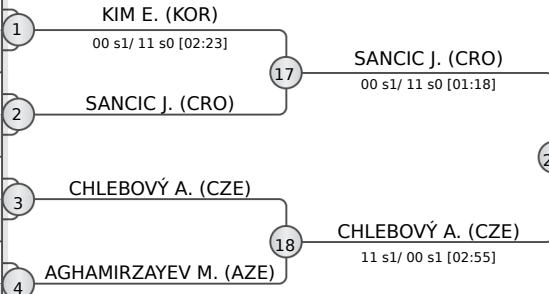 KIM E. (KOR)
1
00 s1/ 11 s0 [02:23]
SANCIC J. (CRO)
17
00 s1/ 11 s0 [01:18]
SANCIC J. (CRO)
2
CHLEBOVÝ A. (CZE)
3
CHLEBOVÝ A. (CZE)
18
11 s1/ 00 s1 [02:55]
AGHAMIRZAYEV M. (AZE)
4